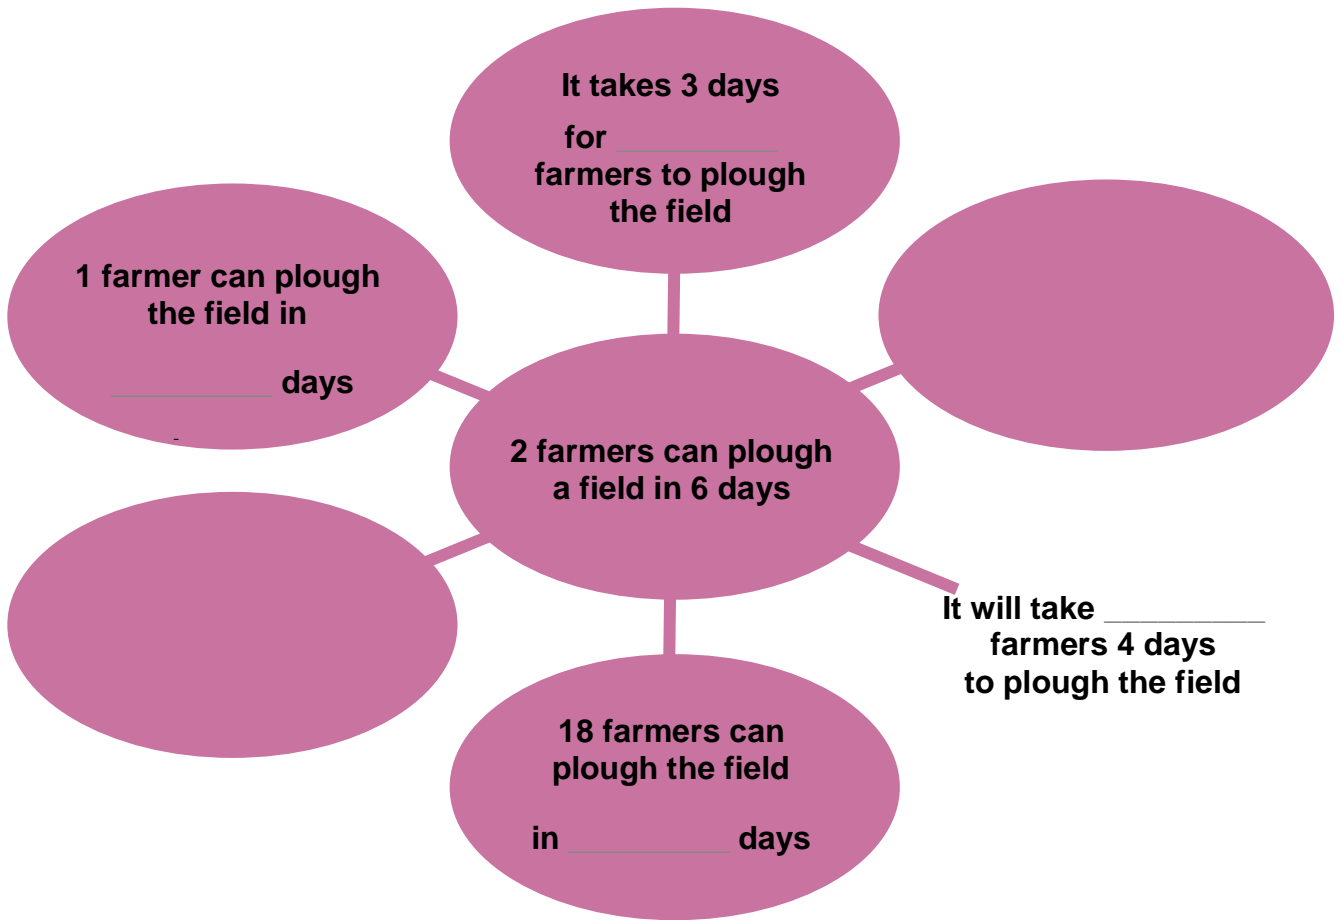 It takes 3 days
for _________
farmers to plough
the field
1 farmer can plough
the field in
_________ days
-
2 farmers can plough
a field in 6 days
It will take _________
farmers 4 days
to plough the field
18 farmers can
plough the field
in _________ days